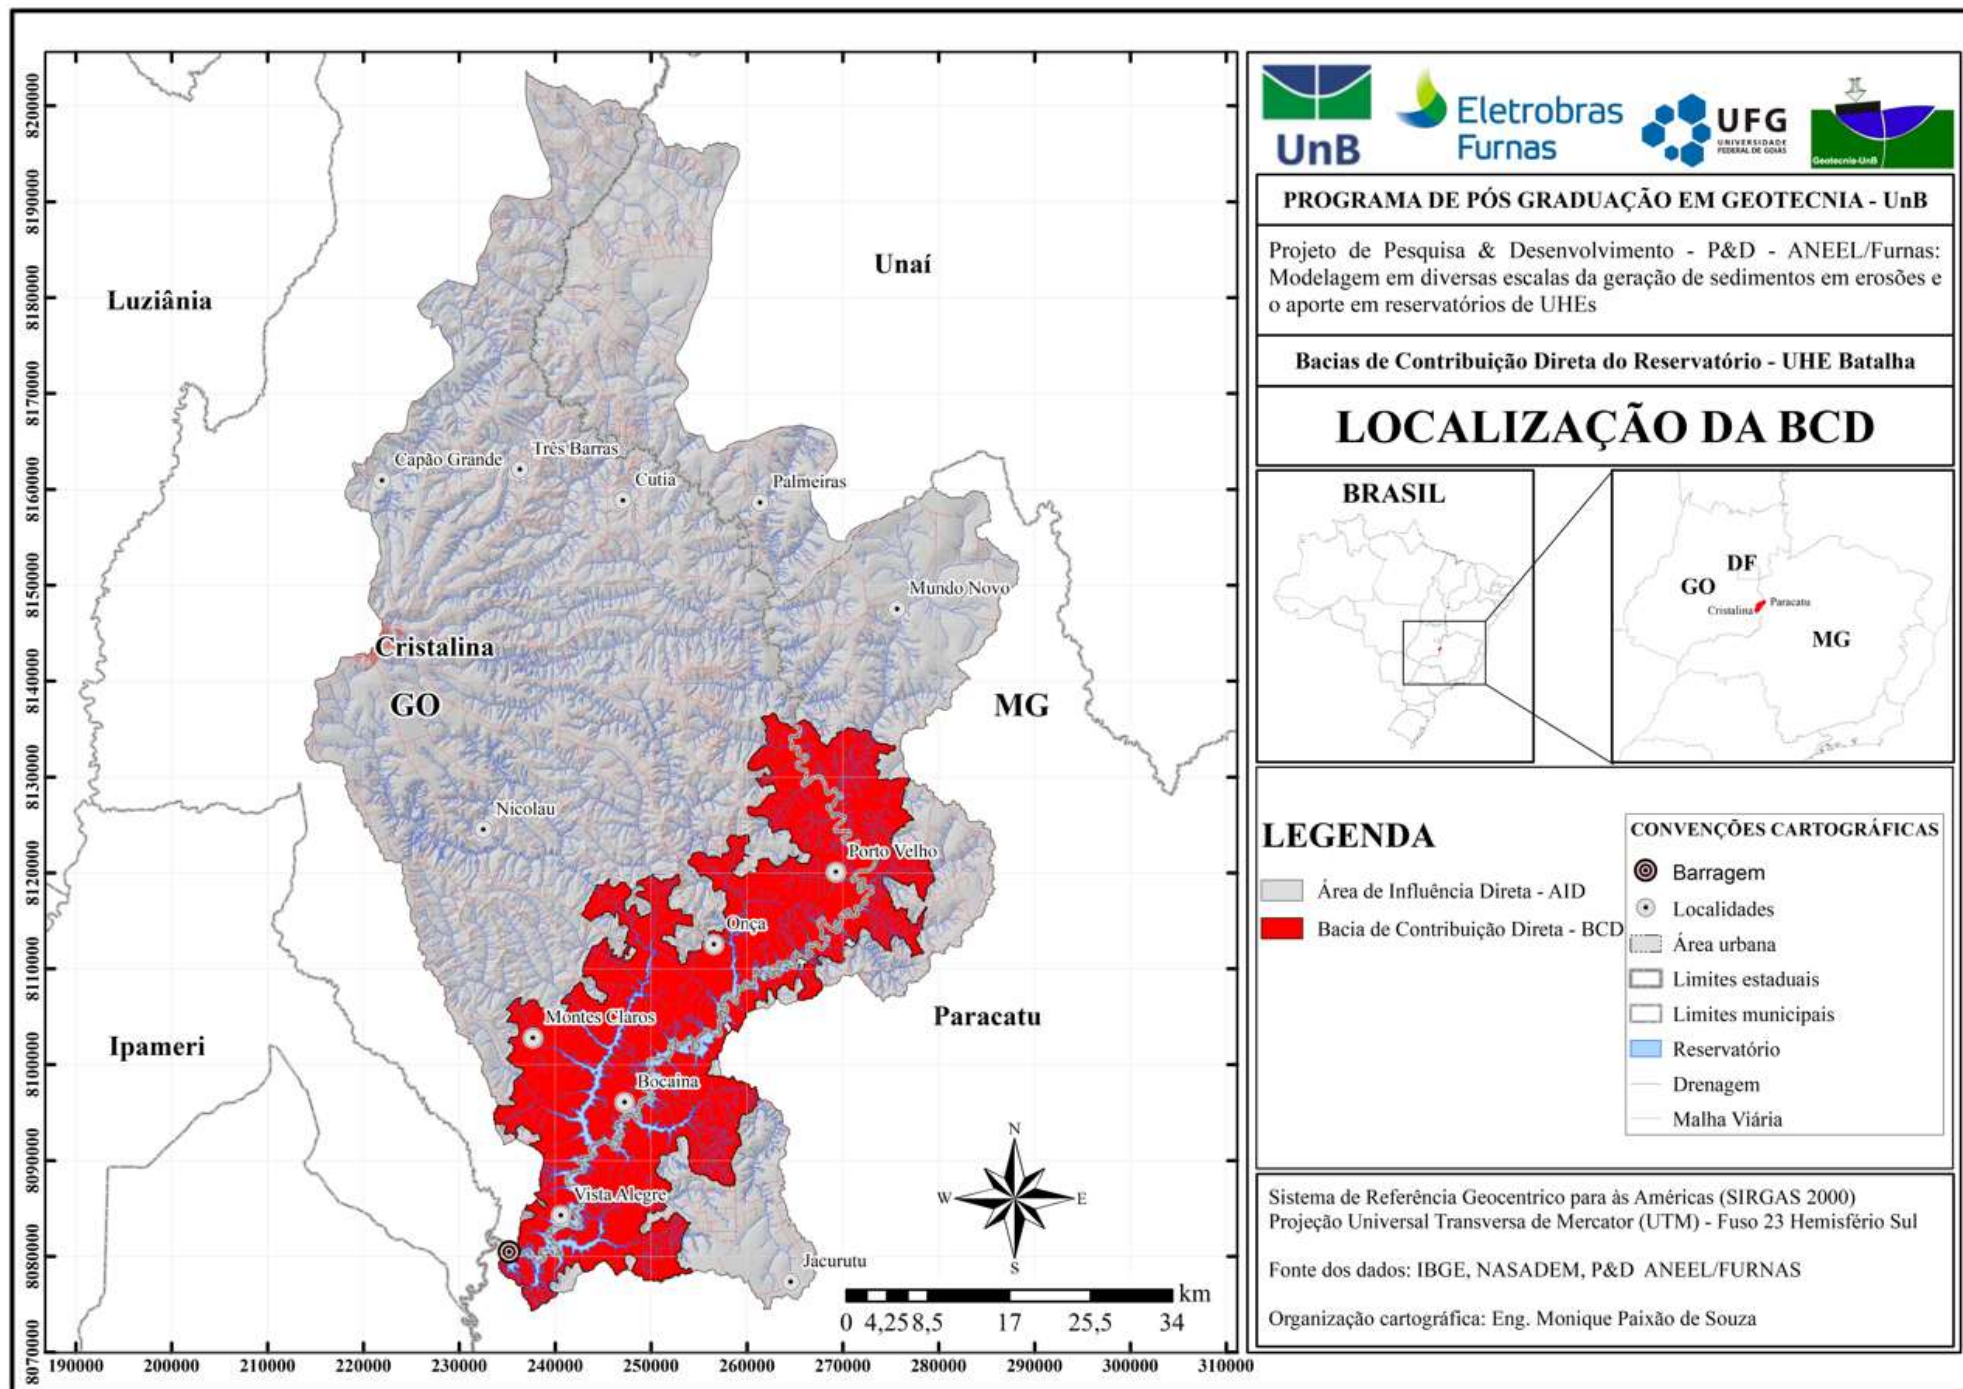 8200000
8190000
8180000
8170000
8160000
8150000
8140000
8130000
8120000
8110000
8100000
8090000
8080000
8070000
190000
200000
210000
220000
230000
240000
250000
260000
270000
280000
290000
300000
310000
Luziânia
Unaí
Três Barras
Capão Grande
Cutia
Palmeiras
Mundo Novo
Cristalina
GO
MG
Nicolau
Porto Velho
Onça
Montes Claros
Paracatu
Ipameri
Bocaina
Vista Alegre
Jacurutu
N
W
E
S
km
0 4,25 8,5 17 25,5 34
UnB
Eletrobras
Furnas
UFG
UNIVERSIDADE
FEDERAL DE GOIÁS
Geotecnia-UnB
PROGRAMA DE PÓS GRADUAÇÃO EM GEOTECNIA - UnB
Projeto de Pesquisa & Desenvolvimento - P&D - ANEEL/Furnas:
Modelagem em diversas escalas da geração de sedimentos em erosões e
o aporte em reservatórios de UHEs
Bacias de Contribuição Direta do Reservatório - UHE Batalha
LOCALIZAÇÃO DA BCD
BRASIL
DF
GO
Cristalina
Paracatu
MG
LEGENDA
Área de Influência Direta - AID
Bacia de Contribuição Direta - BCD
CONVENÇÕES CARTOGRÁFICAS
Barragem
Localidades
Área urbana
Limites estaduais
Limites municipais
Reservatório
Drenagem
Malha Viária
Sistema de Referência Geocentrico para às Américas (SIRGAS 2000)
Projeção Universal Transversa de Mercator (UTM) - Fuso 23 Hemisfério Sul
Fonte dos dados: IBGE, NASADEM, P&D ANEEL/FURNAS
Organização cartográfica: Eng. Monique Paixão de Souza